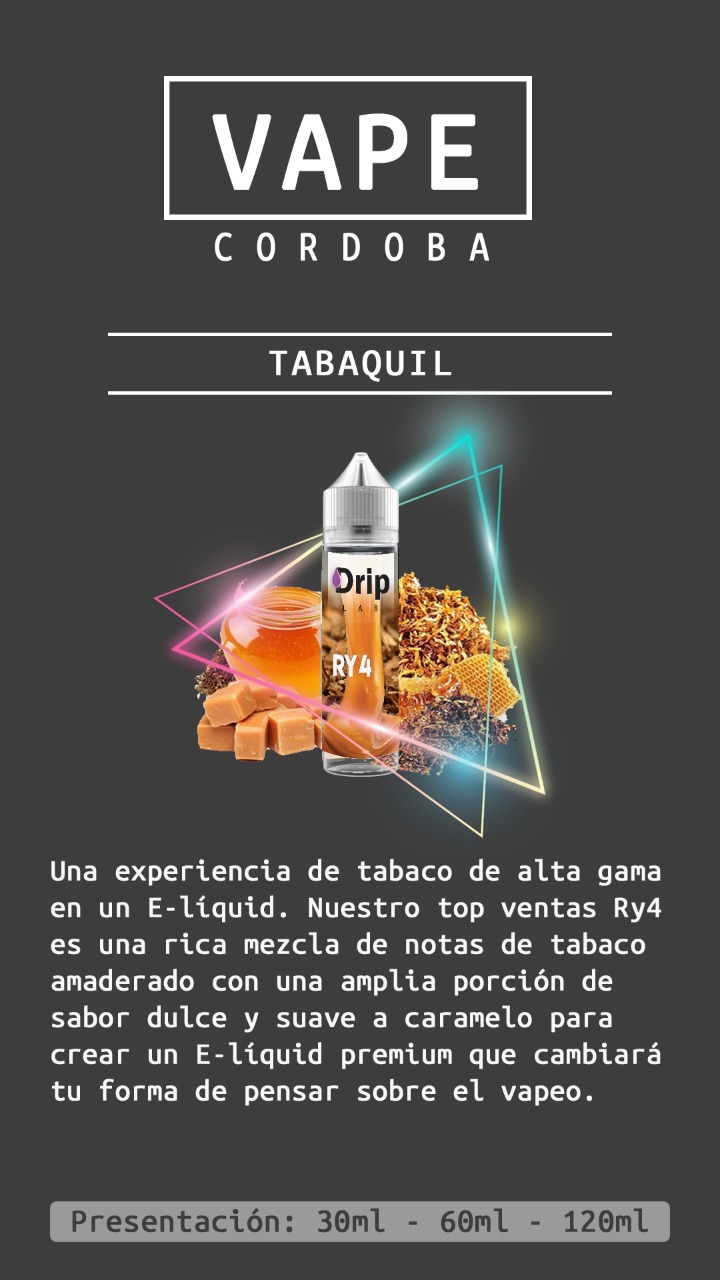 VAPE
CORDOBA
TABAQUIL
Drip
LAB
RY4
Una experiencia de tabaco de alta gama
en un E-líquid. Nuestro top ventas Ry4
es una rica mezcla de notas de tabaco
amaderado con una amplia porción de
sabor dulce y suave a caramelo para
crear un E-líquid premium que cambiará
tu forma de pensar sobre el vapeo.
Presentación: 30ml - 60ml - 120ml